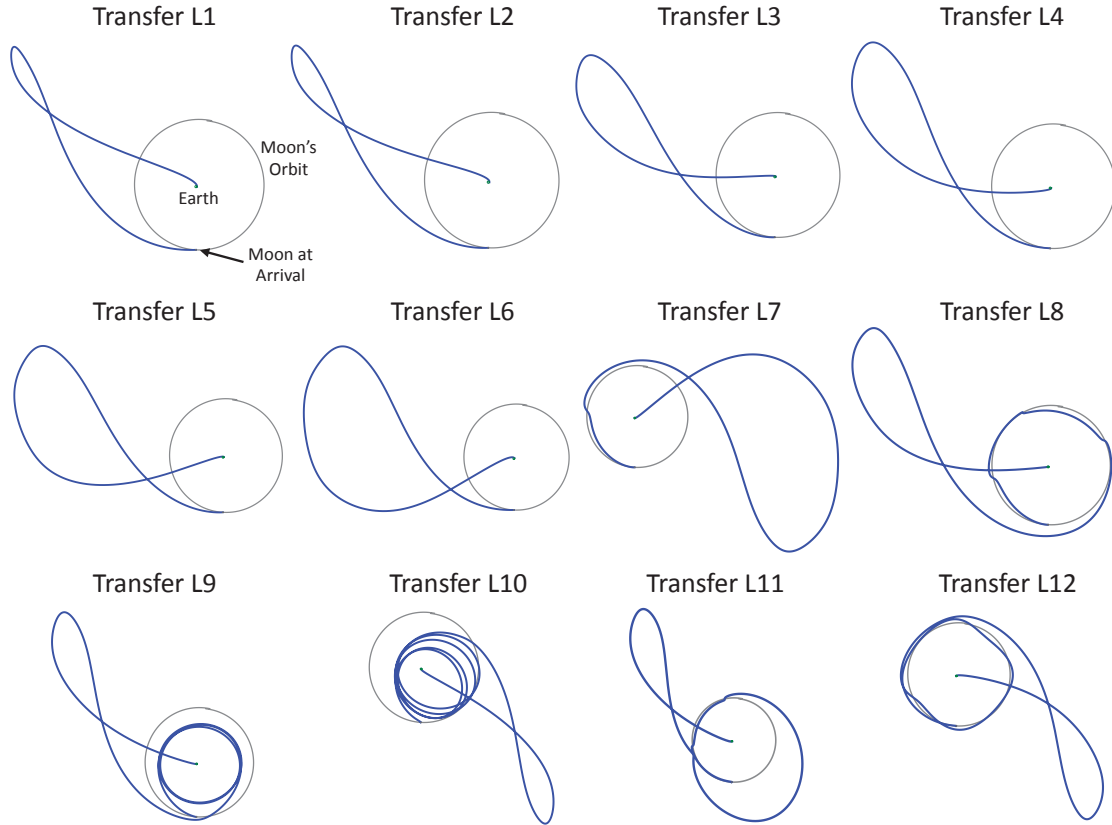 Transfer L1
Transfer L2
Transfer L3
Transfer L4
Moon's
Orbit
Earth
Moon at
Arrival
Transfer L5
Transfer L6
Transfer L7
Transfer L8
Transfer L9
Transfer L10
Transfer L11
Transfer L12